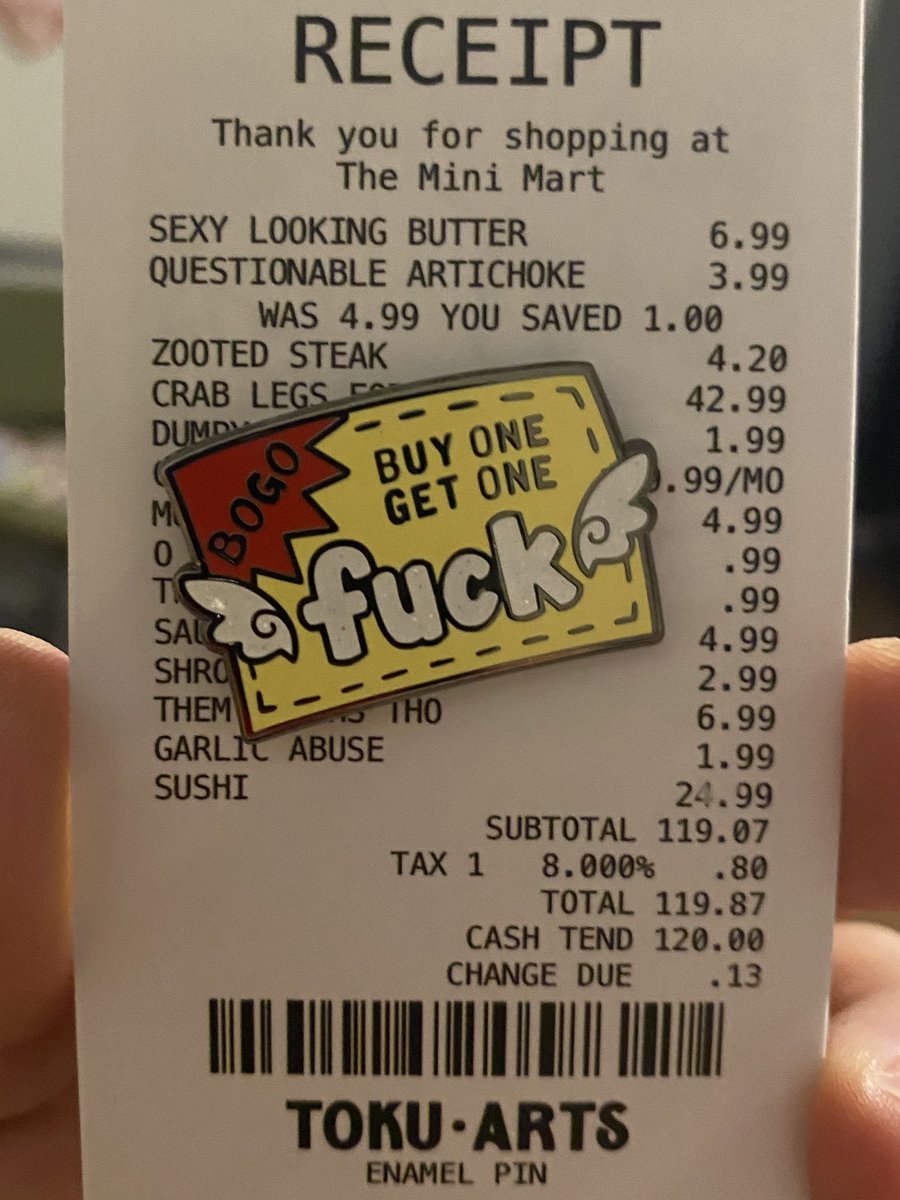 RECEIPT
Thank you for shopping at
The Mini Mart
SEXY LOOKING BUTTER 6.99
QUESTIONABLE ARTICHOKE 3.99
WAS 4.99 YOU SAVED 1.00
ZOOTED STEAK 4.20
CRAB LEGS 42.99
1.99
.99/MO
4.99
O .99
.99
4.99
2.99
THEM THO 6.99
GARLIC ABUSE 1.99
SUSHI 24.99
SUBTOTAL 119.07
TAX 1 8.000% .80
TOTAL 119.87
CASH TEND 120.00
CHANGE DUE .13
BOGO
BUY ONE
GET ONE
fuck
TOKU·ARTS
ENAMEL PIN